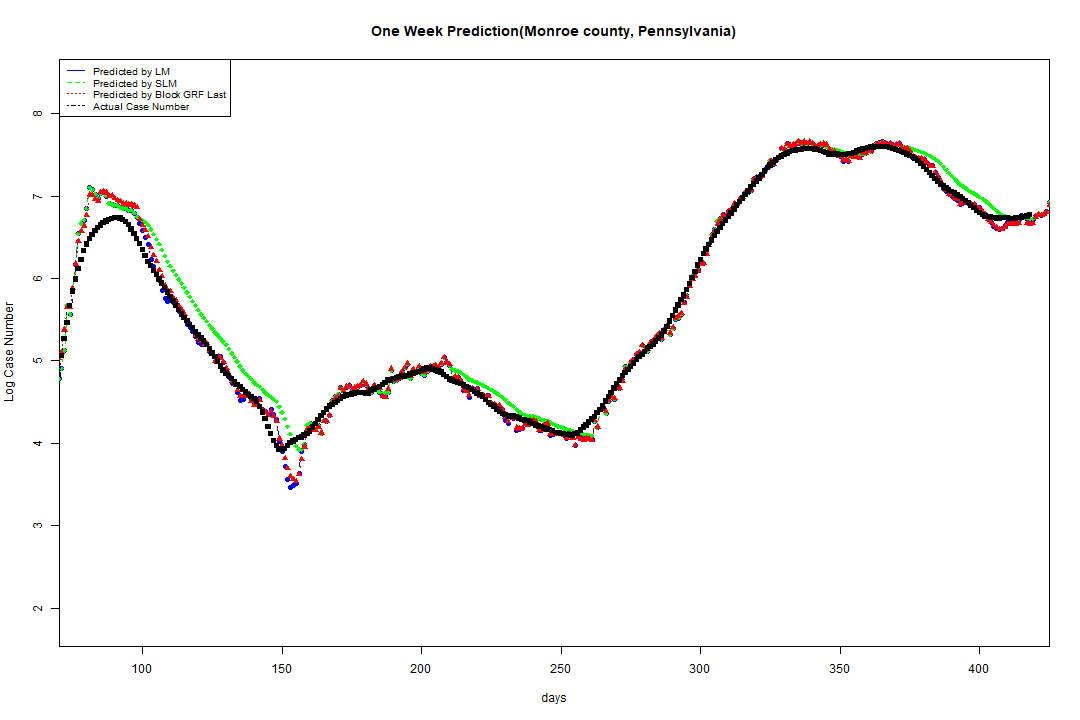 One Week Prediction(Monroe county, Pennsylvania)
Predicted by LM
Predicted by SLM
Predicted by Block GRF Last
Actual Case Number
8
7
6
5
4
3
2
Log Case Number
100 150 200 250 300 350 400
days